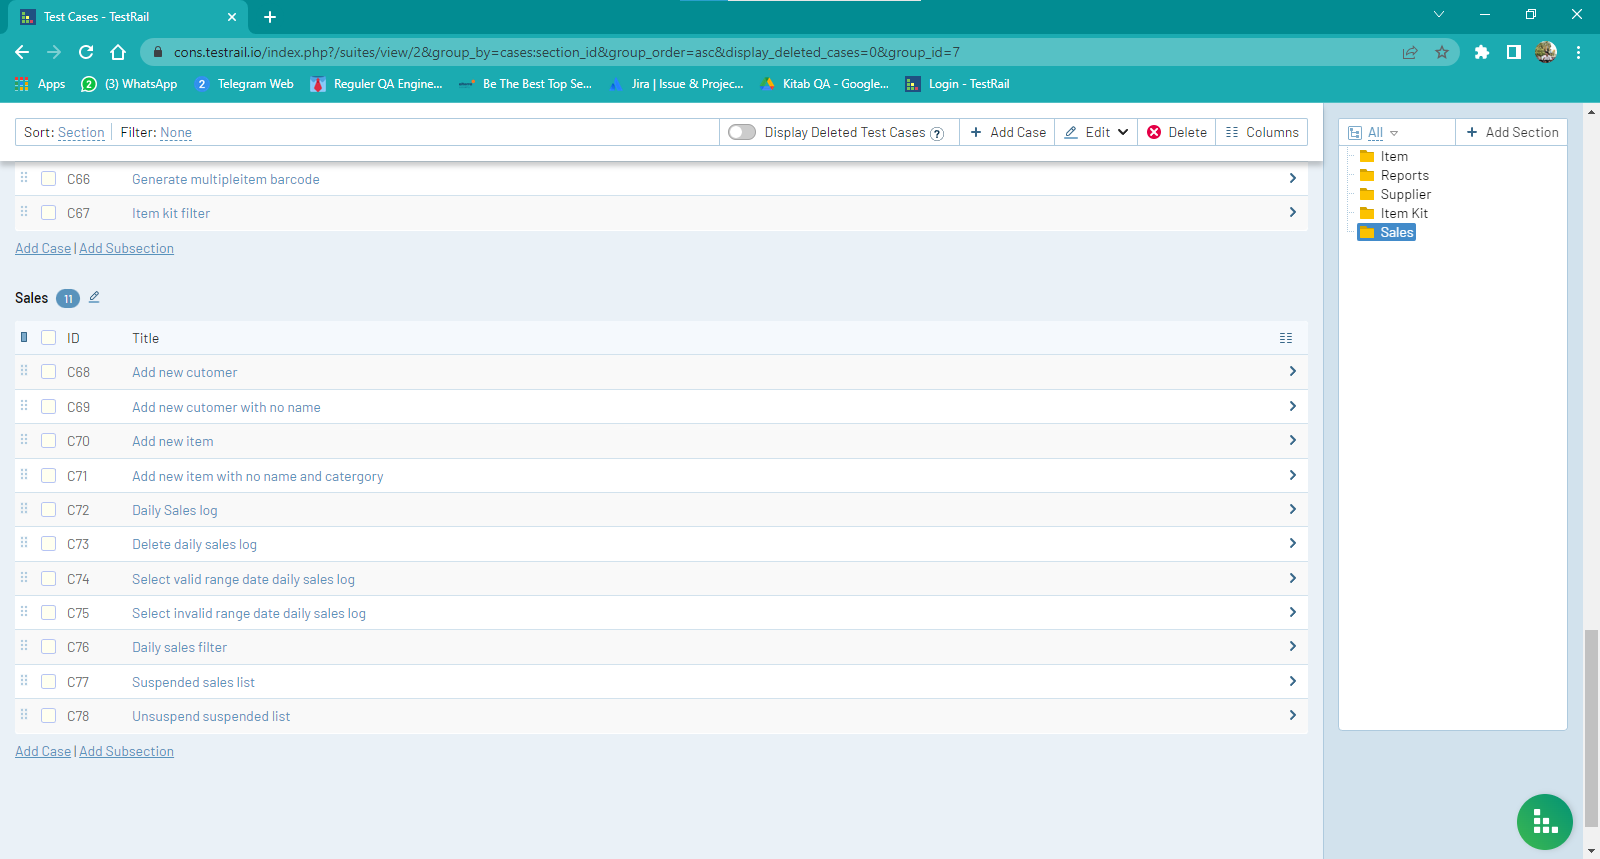 Test Cases - TestRail
cons.testrail.io/index.php?/suites/view/2&group_by=cases:section_id&group_order=asc&display_deleted_cases=0&group_id=7
Apps (3) WhatsApp 2 Telegram Web Reguler QA Engine... Be The Best Top Se... Jira | Issue & Projec... Kitab QA - Google... Login - TestRail
Sort: Section Filter: None Display Deleted Test Cases ? + Add Case Edit Delete Columns
C66 Generate multipleitem barcode
C67 Item kit filter
Add Case | Add Subsection
Sales 11
ID Title
C68 Add new cutomer
C69 Add new cutomer with no name
C70 Add new item
C71 Add new item with no name and catergory
C72 Daily Sales log
C73 Delete daily sales log
C74 Select valid range date daily sales log
C75 Select invalid range date daily sales log
C76 Daily sales filter
C77 Suspended sales list
C78 Unsuspend suspended list
Add Case | Add Subsection
All + Add Section
Item
Reports
Supplier
Item Kit
Sales